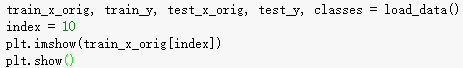 train_x_orig, train_y, test_x_orig, test_y, classes = load_data()
index = 10
plt.imshow(train_x_orig[index])
plt.show()